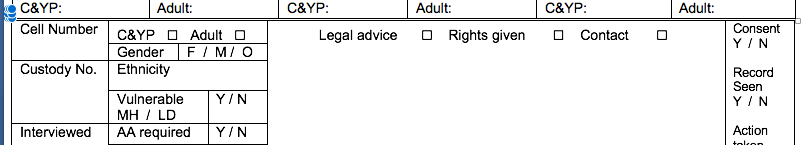 C&YP: Adult: C&YP: Adult: C&YP: Adult:
Cell Number C&YP ☐ Adult ☐ Legal advice ☐ Rights given ☐ Contact ☐ Consent
Gender F / M / O Y / N
Custody No. Ethnicity Record
Seen
Vulnerable Y / N Y / N
MH / LD
Interviewed AA required Y / N Action